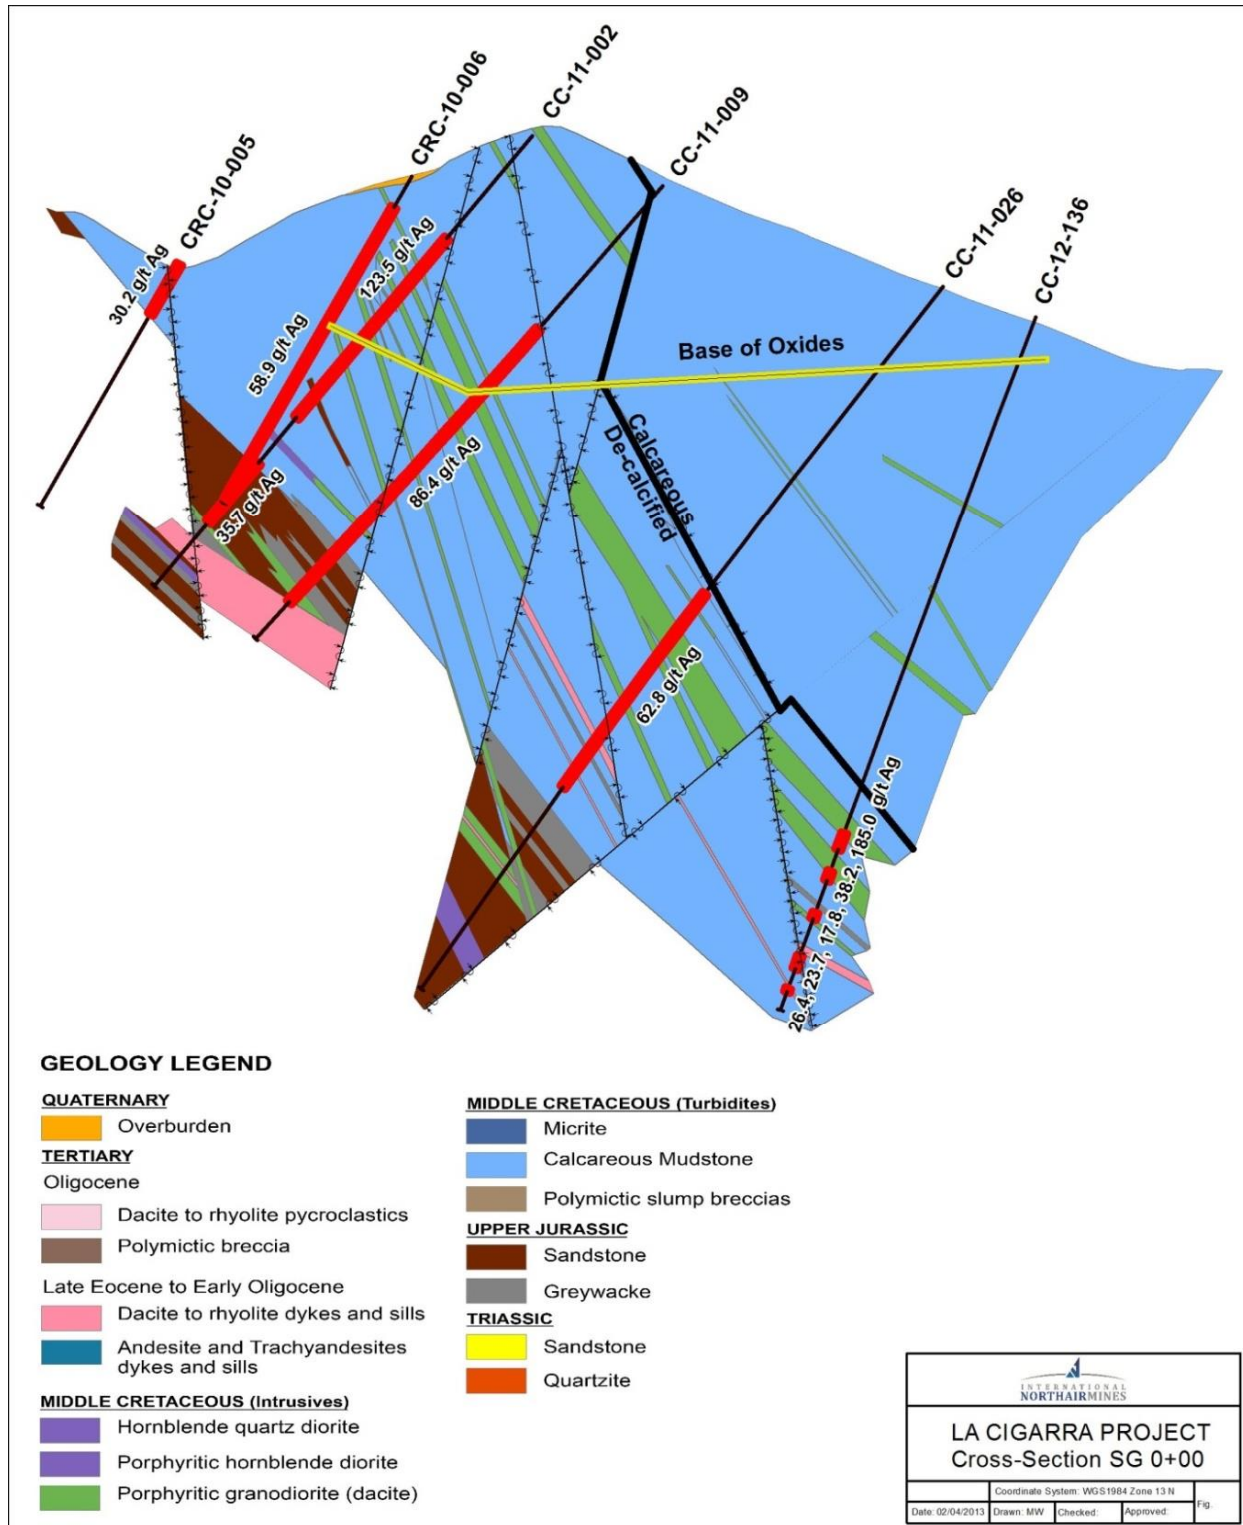 CRC-10-005
CRC-10-006
CC-11-002
CC-11-009
CC-11-026
CC-12-136
30.2 g/t Ag
58.9 g/t Ag
123.5 g/t Ag
35.7 g/t Ag
86.4 g/t Ag
62.8 g/t Ag
26.4, 23.7, 17.8, 38.2, 185.0 g/t Ag
Base of Oxides
Calcareous
De-calcified
GEOLOGY LEGEND
QUATERNARY
Overburden
TERTIARY
Oligocene
Dacite to rhyolite pycroclastics
Polymictic breccia
Late Eocene to Early Oligocene
Dacite to rhyolite dykes and sills
Andesite and Trachyandesites
dykes and sills
MIDDLE CRETACEOUS (Intrusives)
Hornblende quartz diorite
Porphyritic hornblende diorite
Porphyritic granodiorite (dacite)
MIDDLE CRETACEOUS (Turbidites)
Micrite
Calcareous Mudstone
Polymictic slump breccias
UPPER JURASSIC
Sandstone
Greywacke
TRIASSIC
Sandstone
Quartzite
INTERNATIONAL
NORTHAIRMINES
LA CIGARRA PROJECT
Cross-Section SG 0+00
Coordinate System: WGS1984 Zone 13 N
Date: 02/04/2013 Drawn: MW Checked: Approved: Fig.